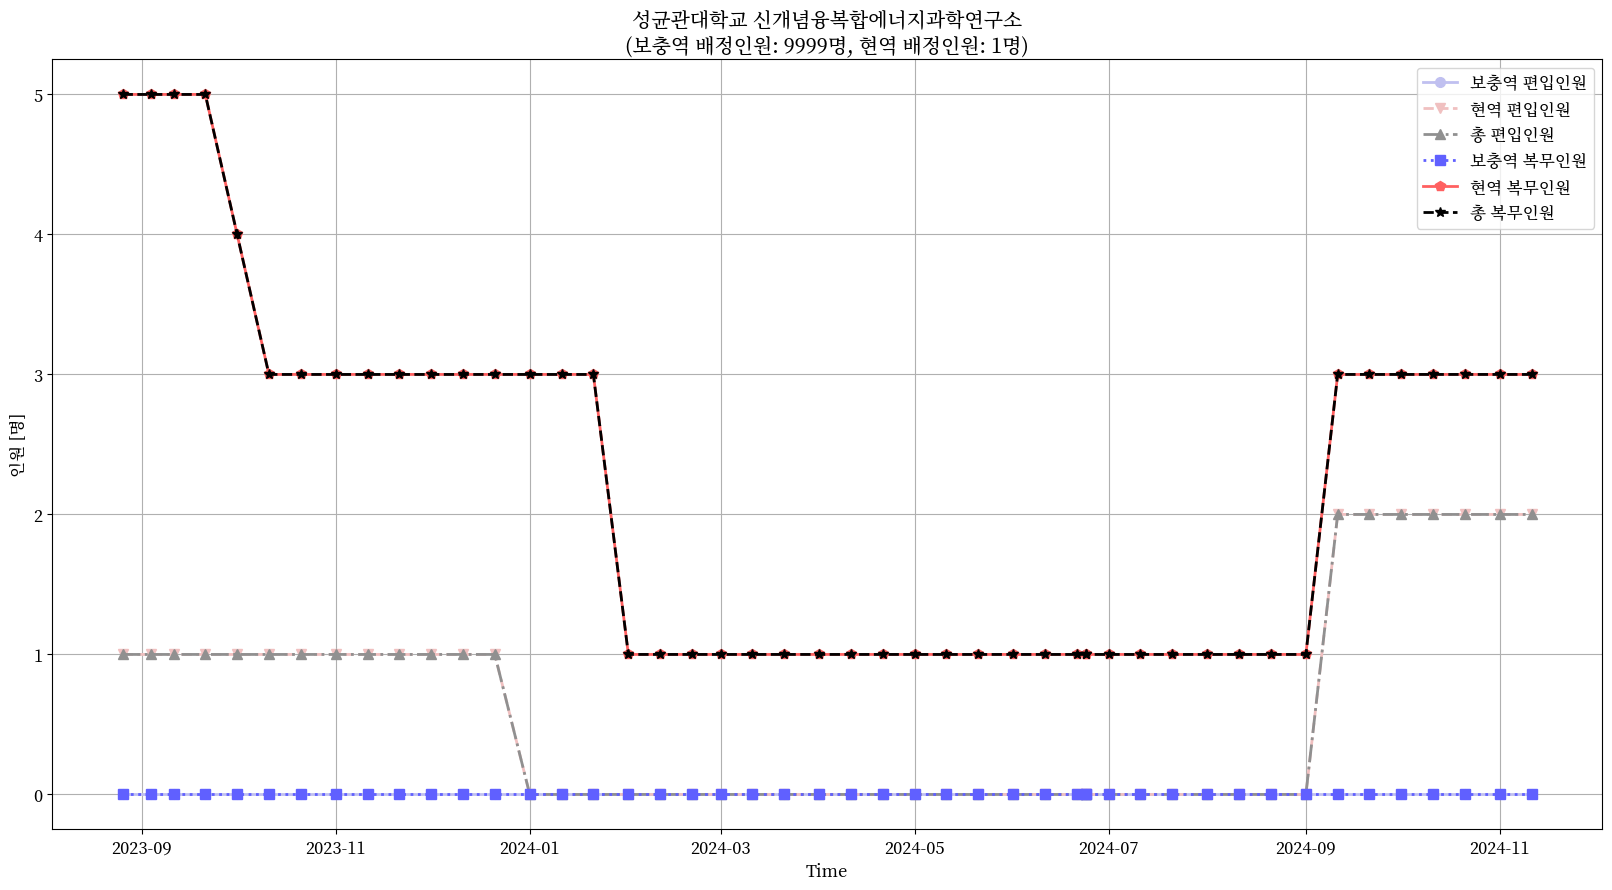 성균관대학교 신개념융복합에너지과학연구소
(보충역 배정인원: 9999명, 현역 배정인원: 1명)
보충역 편입인원
현역 편입인원
총 편입인원
보충역 복무인원
현역 복무인원
총 복무인원
인원 [명]
5
4
3
2
1
0
2023-09 2023-11 2024-01 2024-03 2024-05 2024-07 2024-09 2024-11
Time